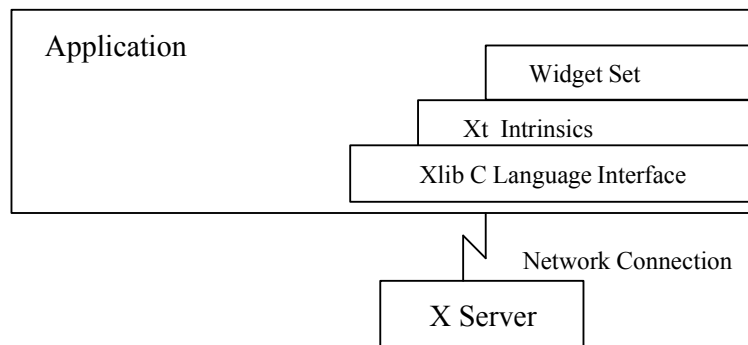 Application
Widget Set
Xt Intrinsics
Xlib C Language Interface
Network Connection
X Server